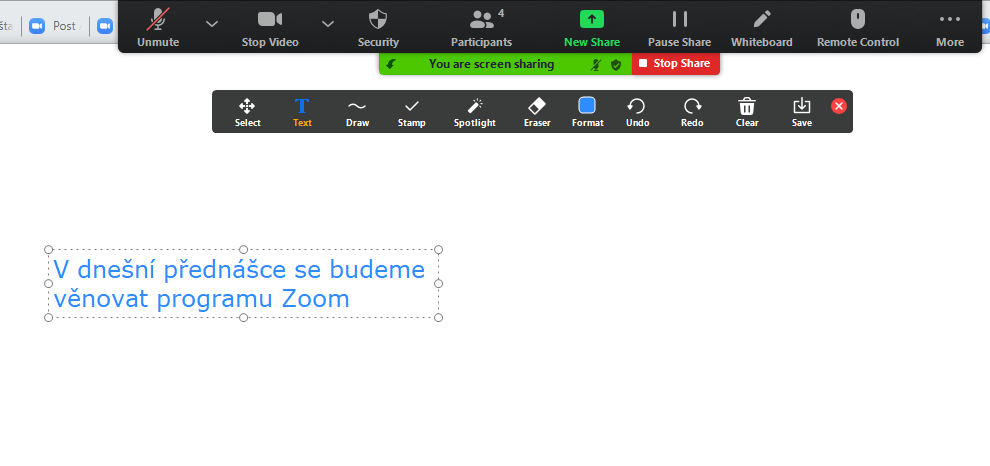 šta
Post
4
Unmute Stop Video Security Participants New Share Pause Share Whiteboard Remote Control More
You are screen sharing Stop Share
T
Select Text Draw Stamp Spotlight Eraser Format Undo Redo Clear Save
V dnešní přednášce se budeme
věnovat programu Zoom